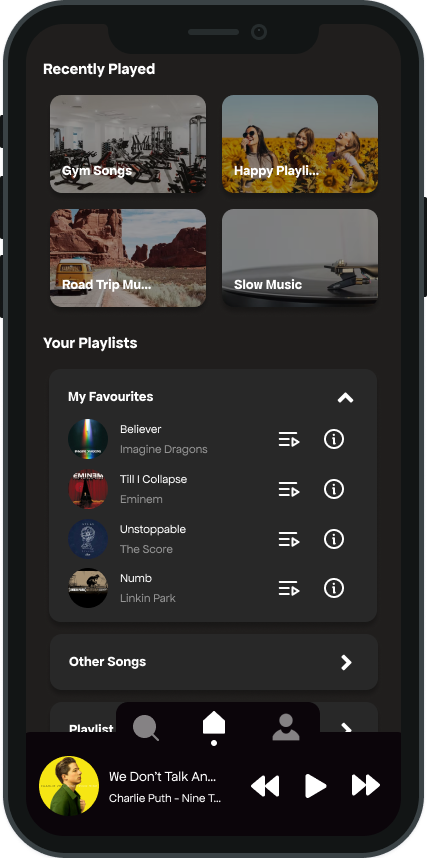 Recently Played
Gym Songs
Happy Playli...
Road Trip Mu...
Slow Music
Your Playlists
My Favourites
Believer
Imagine Dragons
Till I Collapse
EMINEM
Eminem
Unstoppable
The Score
Numb
Linkin Park
Other Songs
Playlist
We Don't Talk An...
Charlie Puth - Nine T...